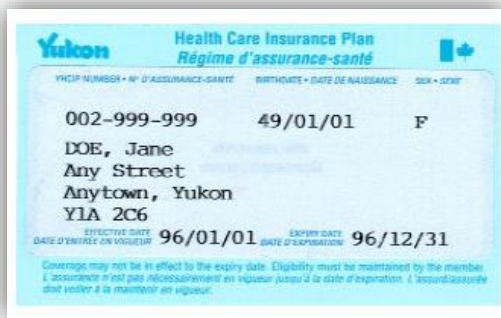 Yukon
Health Care Insurance Plan
Régime d'assurance-santé
YHCIP NUMBER • Nº D'ASSURANCE-SANTÉ BIRTHDATE • DATE DE NAISSANCE SEX • SEXE
002-999-999 49/01/01 F
DOE, Jane
Any Street
Anytown, Yukon
Y1A 2C6
EFFECTIVE DATE EXPIRY DATE
DATE D'ENTRÉE EN VIGUEUR 96/01/01 DATE D'EXPIRATION 96/12/31
Coverage may not be in effect to the expiry date. Eligibility must be maintained by the member.
L'assurance n'est pas nécessairement en vigueur jusqu'à la date d'expiration. L'assuré/assurée
doit veiller à la maintenir en vigueur.